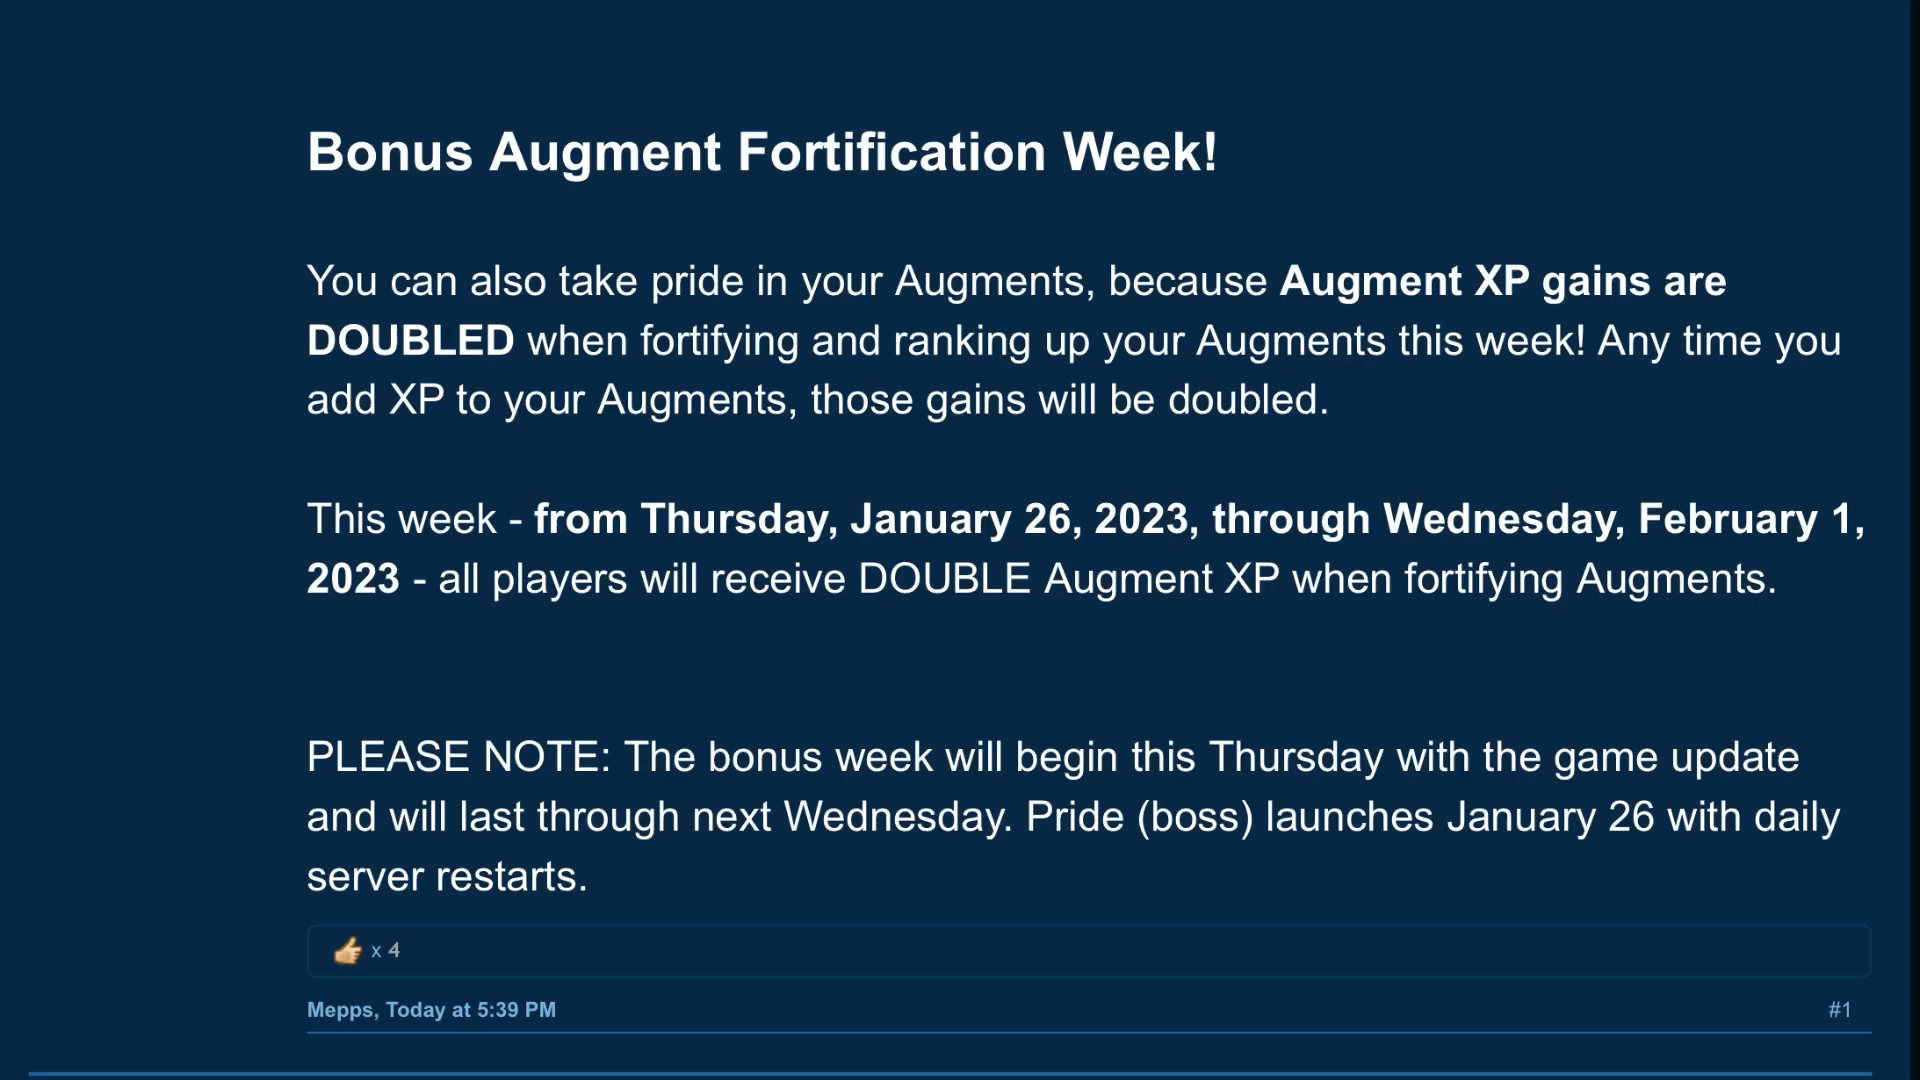 Bonus Augment Fortification Week!
You can also take pride in your Augments, because Augment XP gains are
DOUBLED when fortifying and ranking up your Augments this week! Any time you
add XP to your Augments, those gains will be doubled.
This week - from Thursday, January 26, 2023, through Wednesday, February 1,
2023 - all players will receive DOUBLE Augment XP when fortifying Augments.
PLEASE NOTE: The bonus week will begin this Thursday with the game update
and will last through next Wednesday. Pride (boss) launches January 26 with daily
server restarts.
x 4
Mepps, Today at 5:39 PM #1